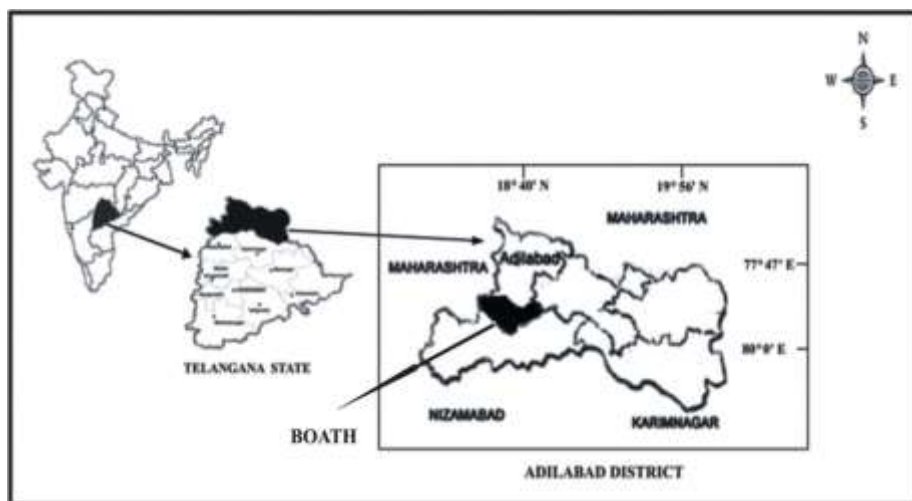 N
W E
S
18° 40' N 19° 56' N
MAHARASHTRA
Adilabad
MAHARASHTRA
77° 47' E
80° 0' E
TELANGANA STATE
NIZAMABAD
KARIMNAGAR
BOATH
ADILABAD DISTRICT